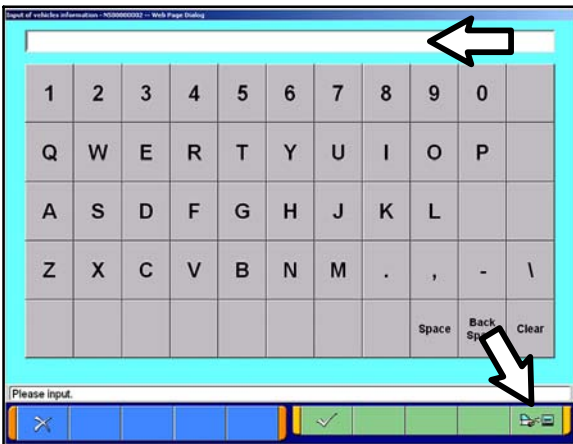 Input of vehicles information - NS00000002 -- Web Page Dialog
1 2 3 4 5 6 7 8 9 0
Q W E R T Y U I O P
A S D F G H J K L
Z X C V B N M . , - \
Space Back Clear
Please input.